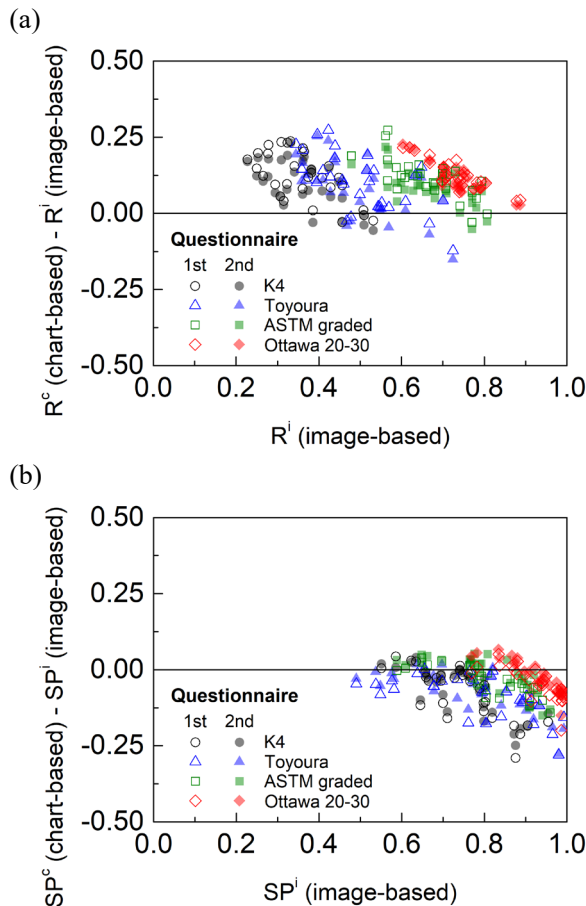 (a)
R^c (chart-based) - R^i (image-based)
0.50
0.25
0.00
-0.25
-0.50
Questionnaire
1st 2nd
K4
Toyoura
ASTM graded
Ottawa 20-30
0.0 0.2 0.4 0.6 0.8 1.0
R^i (image-based)
(b)
SP^c (chart-based) - SP^i (image-based)
0.50
0.25
0.00
-0.25
-0.50
Questionnaire
1st 2nd
K4
Toyoura
ASTM graded
Ottawa 20-30
0.0 0.2 0.4 0.6 0.8 1.0
SP^i (image-based)